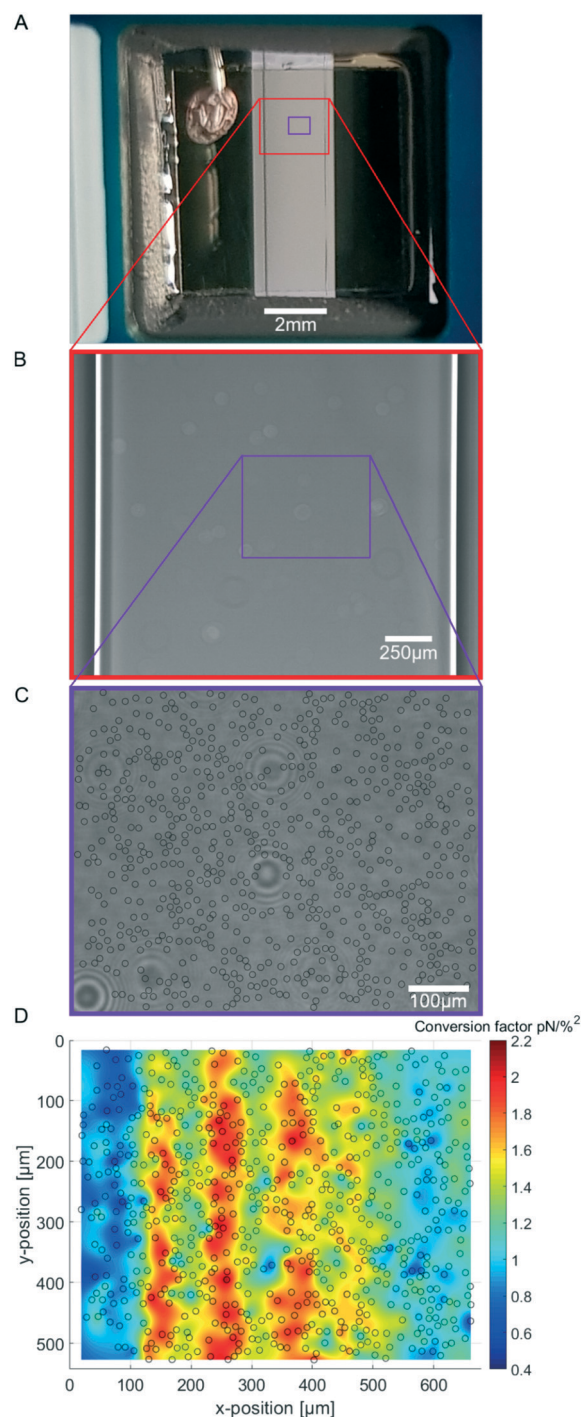 A
2mm
B
250µm
C
100µm
D
Conversion factor pN/%²
0
100
200
300
400
500
y-position [µm]
0
100
200
300
400
500
600
x-position [µm]
2.2
2
1.8
1.6
1.4
1.2
1
0.8
0.6
0.4